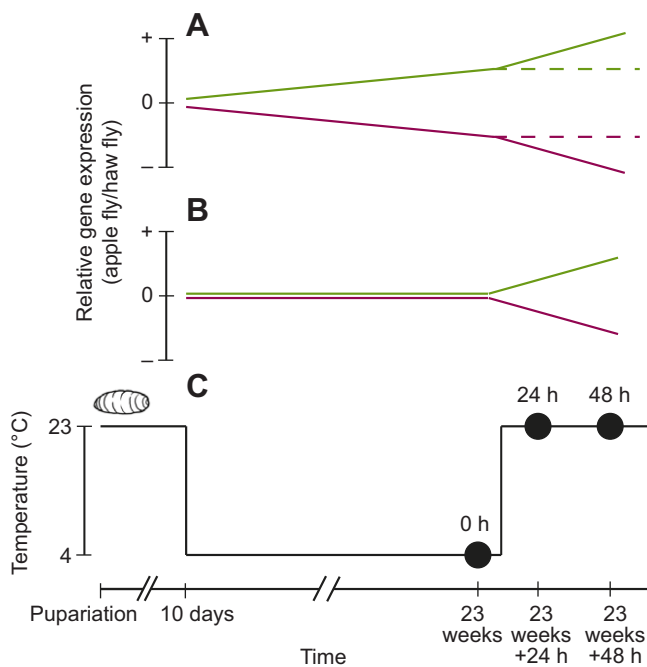 A
Relative gene expression
(apple fly/haw fly)
+
0
–
B
+
0
–
C
Temperature (°C)
23
4
24 h
48 h
0 h
Pupariation
10 days
23
weeks
23
weeks
+24 h
23
weeks
+48 h
Time